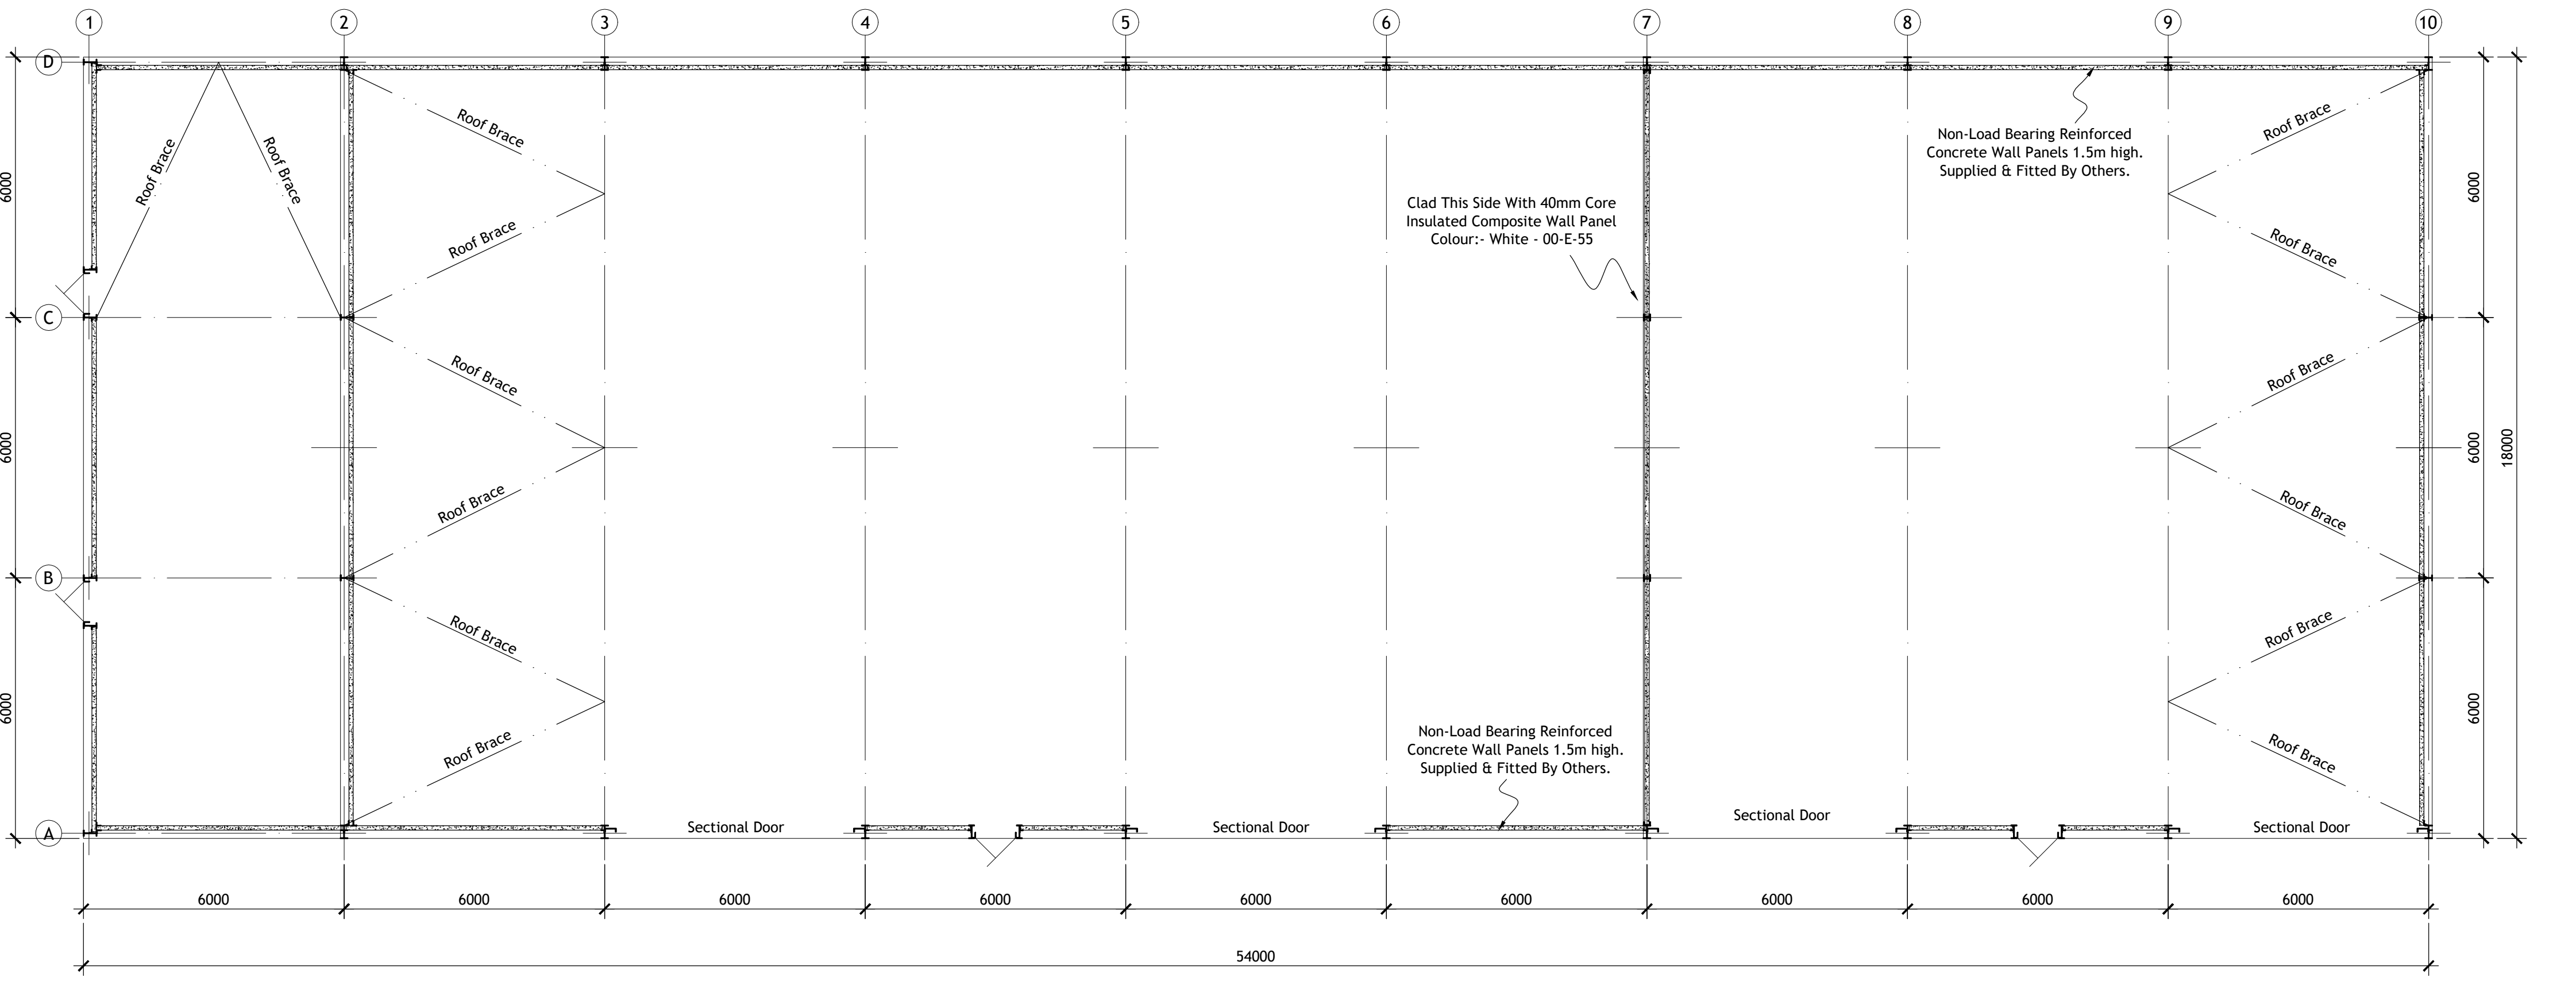 1
2
3
4
5
6
7
8
9
10
D
C
B
A
6000
6000
6000
Roof Brace
Roof Brace
Roof Brace
Roof Brace
Roof Brace
Roof Brace
Roof Brace
Roof Brace
Clad This Side With 40mm Core
Insulated Composite Wall Panel
Colour:- White - 00-E-55
Non-Load Bearing Reinforced
Concrete Wall Panels 1.5m high.
Supplied & Fitted By Others.
Non-Load Bearing Reinforced
Concrete Wall Panels 1.5m high.
Supplied & Fitted By Others.
Roof Brace
Roof Brace
Roof Brace
Roof Brace
Roof Brace
Roof Brace
6000
6000
6000
18000
Sectional Door
Sectional Door
Sectional Door
Sectional Door
6000
6000
6000
6000
6000
6000
6000
6000
6000
54000